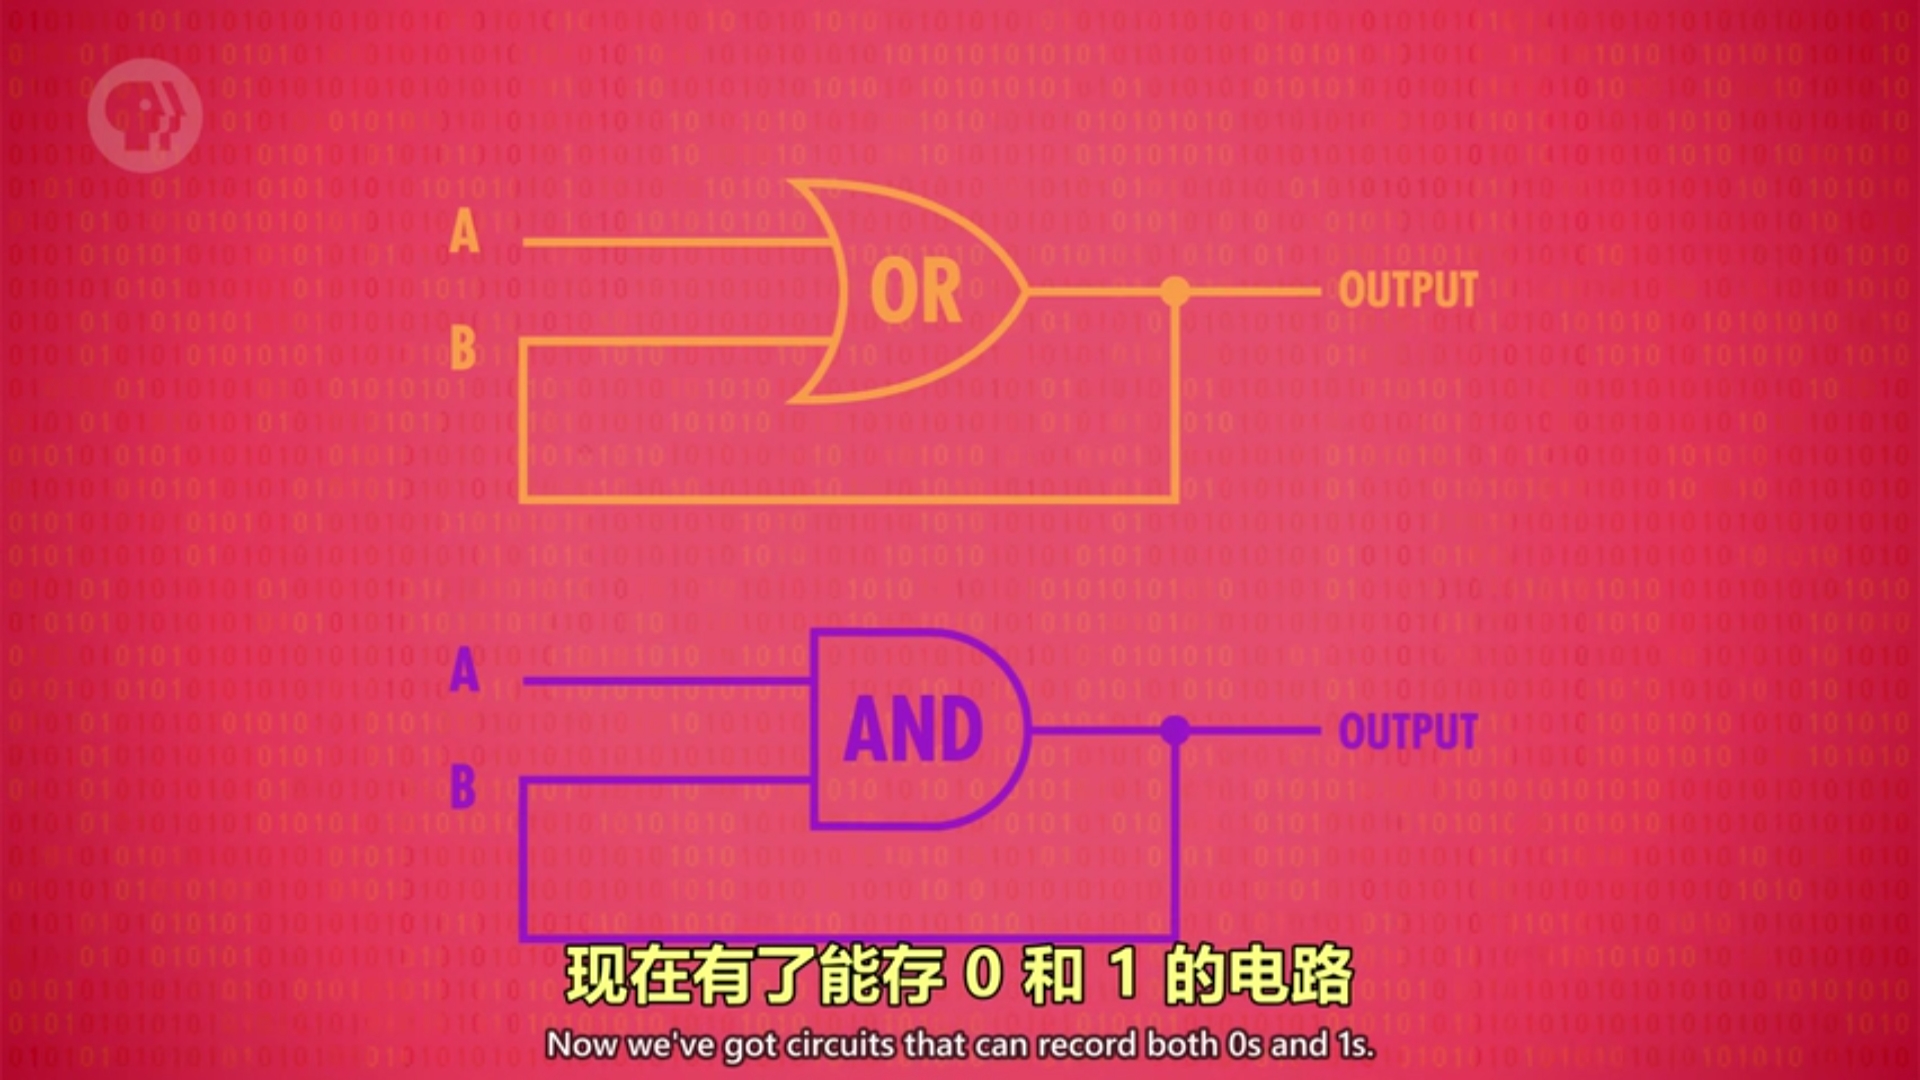 A
OR
OUTPUT
B
A
AND
OUTPUT
B
现在有了能存 0 和 1 的电路
Now we've got circuits that can record both 0s and 1s.